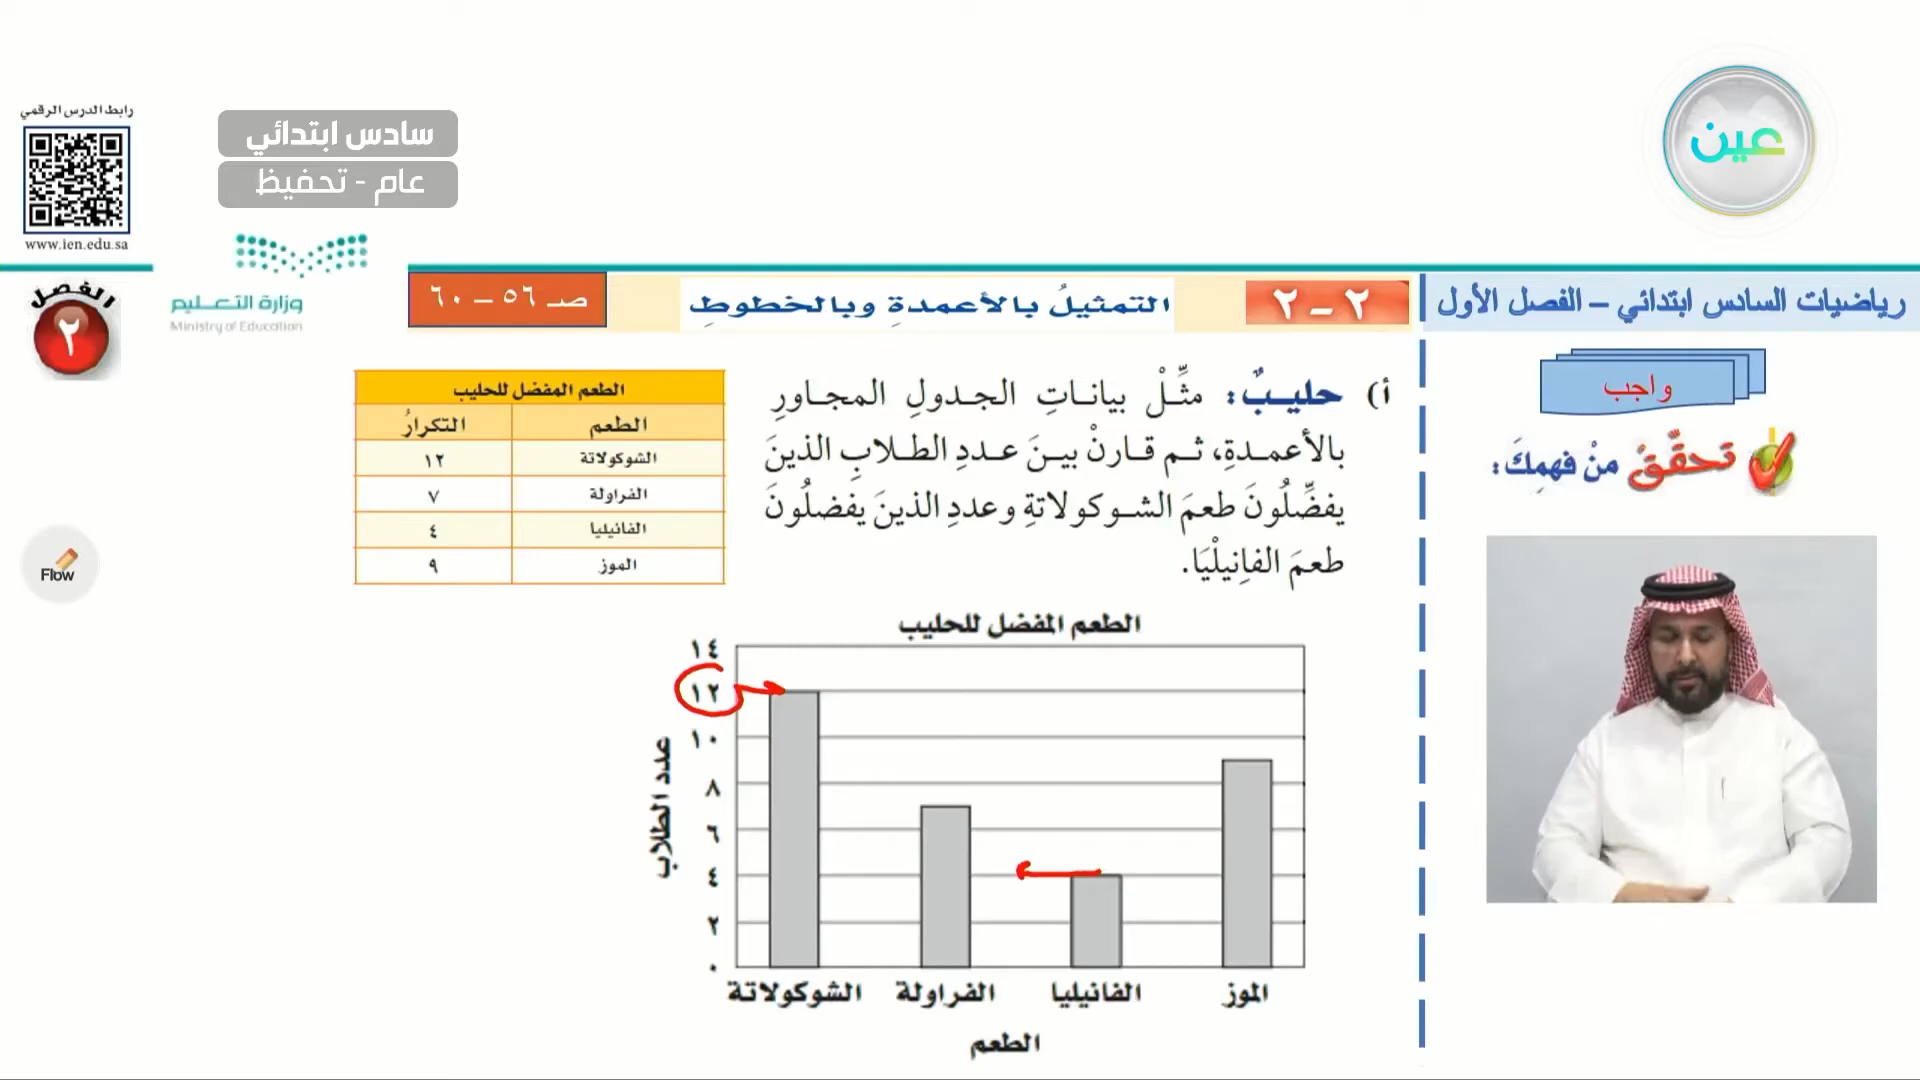 عين
رابط الدرس الرقمي
www.ien.edu.sa
سادس ابتدائي
عام - تحفيظ
وزارة التعليم
Ministry of Education
الفصل
٢
رياضيات السادس ابتدائي – الفصل الأول
٢-٢
التمثيلُ بالأعمدةِ وبالخطوطِ
صـ ٥٦ – ٦٠
واجب
تحقّقْ منْ فهمِكَ:
أ) حليبٌ: مثِّلْ بياناتِ الجدولِ المجاورِ
بالأعمدةِ، ثم قارنْ بينَ عددِ الطلابِ الذينَ
يفضِّلُونَ طعمَ الشوكولاتةِ وعددِ الذينَ يفضلُونَ
طعمَ الفانيلْيَا.
الطعم المفضل للحليب
الطعم التكرارُ
الشوكولاتة ١٢
الفراولة ٧
الفانيليا ٤
الموز ٩
Flow
الطعم المفضل للحليب
١٤
١٢
١٠
٨
٦
٤
٢
٠
عدد الطلاب
الشوكولاتة الفراولة الفانيليا الموز
الطعم